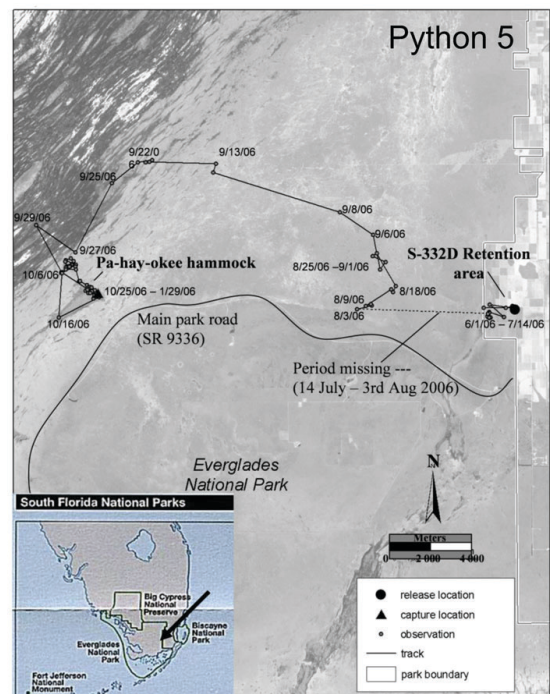 Python 5
9/22/0
6
9/13/06
9/25/06
9/29/06
9/8/06
9/6/06
9/27/06
S-332D Retention
area
Pa-hay-okee hammock
8/25/06 –9/1/06
10/6/06
10/25/06 – 1/29/06
8/18/06
8/9/06
8/3/06
10/16/06
6/1/06 – 7/14/06
Main park road
(SR 9336)
Period missing ---
(14 July – 3rd Aug 2006)
Everglades
National Park
N
Meters
0 2 000 4 000
South Florida National Parks
Big Cypress
National
Preserve
Biscayne
National
Park
Everglades
National
Park
Fort Jefferson
National
Monument
release location
capture location
observation
track
park boundary